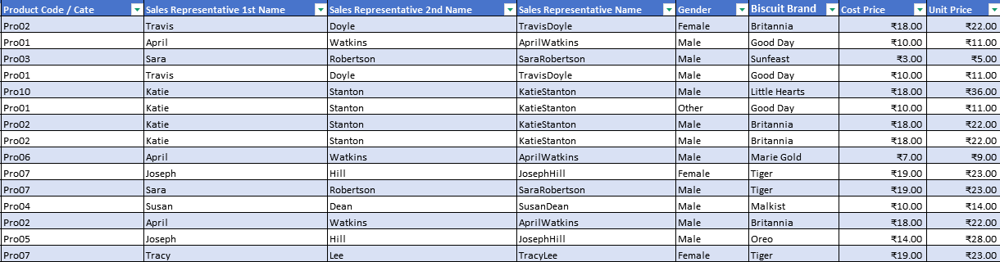 Product Code / Cate Sales Representative 1st Name Sales Representative 2nd Name Sales Representative Name Gender Biscuit Brand Cost Price Unit Price
Pro02 Travis Doyle TravisDoyle Female Britannia ₹18.00 ₹22.00
Pro01 April Watkins AprilWatkins Male Good Day ₹10.00 ₹11.00
Pro03 Sara Robertson SaraRobertson Male Sunfeast ₹3.00 ₹5.00
Pro01 Travis Doyle TravisDoyle Male Good Day ₹10.00 ₹11.00
Pro10 Katie Stanton KatieStanton Male Little Hearts ₹18.00 ₹36.00
Pro01 Katie Stanton KatieStanton Other Good Day ₹10.00 ₹11.00
Pro02 Katie Stanton KatieStanton Male Britannia ₹18.00 ₹22.00
Pro02 Katie Stanton KatieStanton Male Britannia ₹18.00 ₹22.00
Pro06 April Watkins AprilWatkins Male Marie Gold ₹7.00 ₹9.00
Pro07 Joseph Hill JosephHill Female Tiger ₹19.00 ₹23.00
Pro07 Sara Robertson SaraRobertson Male Tiger ₹19.00 ₹23.00
Pro04 Susan Dean SusanDean Male Malkist ₹10.00 ₹14.00
Pro02 April Watkins AprilWatkins Male Britannia ₹18.00 ₹22.00
Pro05 Joseph Hill JosephHill Male Oreo ₹14.00 ₹28.00
Pro07 Tracy Lee TracyLee Female Tiger ₹19.00 ₹23.00